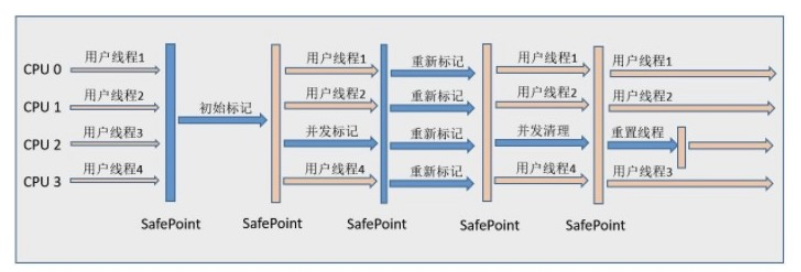 CPU 0 用户线程1 用户线程1 重新标记 用户线程1 用户线程1
CPU 1 用户线程2 初始标记 用户线程2 重新标记 用户线程2 用户线程2
CPU 2 用户线程3 并发标记 重新标记 并发清理 重置线程
CPU 3 用户线程4 用户线程4 重新标记 用户线程4 用户线程3
SafePoint SafePoint SafePoint SafePoint SafePoint